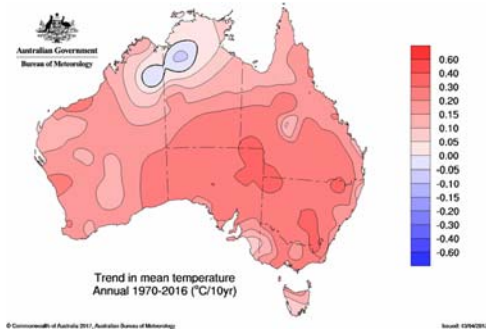 Australian Government
Bureau of Meteorology
0.60
0.40
0.30
0.20
0.15
0.10
0.05
0.00
-0.05
-0.10
-0.15
-0.20
-0.30
-0.40
-0.60
Trend in mean temperature
Annual 1970-2016 (°C/10yr)
© Commonwealth of Australia 2017, Australian Bureau of Meteorology
Issued: